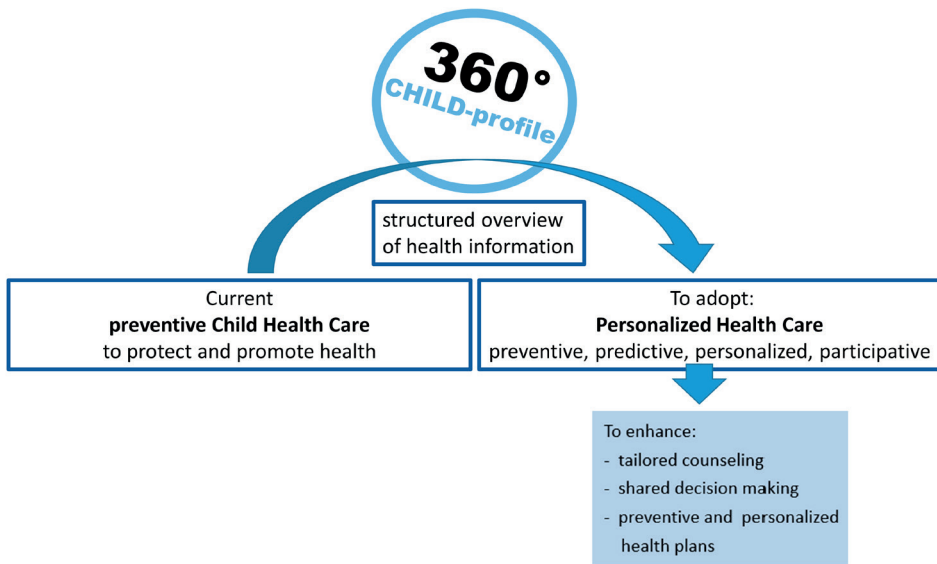 360°
CHILD-profile
structured overview
of health information
Current
preventive Child Health Care
to protect and promote health
To adopt:
Personalized Health Care
preventive, predictive, personalized, participative
To enhance:
- tailored counseling
- shared decision making
- preventive and personalized
health plans